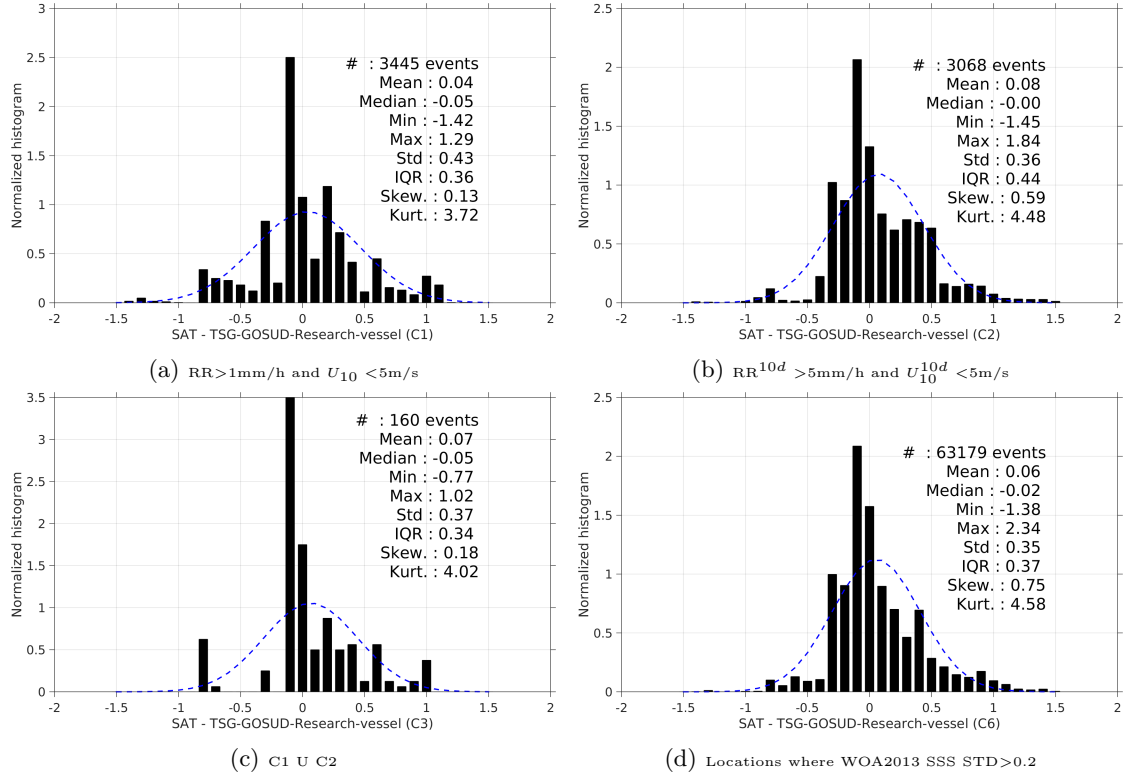 3
2.5
2
1.5
1
0.5
0
-2
-1.5
-1
-0.5
0
0.5
1
1.5
2
Normalized histogram
# : 3445 events
Mean : 0.04
Median : -0.05
Min : -1.42
Max : 1.29
Std : 0.43
IQR : 0.36
Skew. : 0.13
Kurt. : 3.72
SAT - TSG-GOSUD-Research-vessel (C1)
(a) RR>1mm/h and U10 <5m/s
2.5
2
1.5
1
0.5
0
-2
-1.5
-1
-0.5
0
0.5
1
1.5
2
Normalized histogram
# : 3068 events
Mean : 0.08
Median : -0.00
Min : -1.45
Max : 1.84
Std : 0.36
IQR : 0.44
Skew. : 0.59
Kurt. : 4.48
SAT - TSG-GOSUD-Research-vessel (C2)
(b) RR10d >5mm/h and U10d10 <5m/s
3.5
3
2.5
2
1.5
1
0.5
0
-2
-1.5
-1
-0.5
0
0.5
1
1.5
2
Normalized histogram
# : 160 events
Mean : 0.07
Median : -0.05
Min : -0.77
Max : 1.02
Std : 0.37
IQR : 0.34
Skew. : 0.18
Kurt. : 4.02
SAT - TSG-GOSUD-Research-vessel (C3)
(c) C1 U C2
2.5
2
1.5
1
0.5
0
-2
-1.5
-1
-0.5
0
0.5
1
1.5
2
Normalized histogram
# : 63179 events
Mean : 0.06
Median : -0.02
Min : -1.38
Max : 2.34
Std : 0.35
IQR : 0.37
Skew. : 0.75
Kurt. : 4.58
SAT - TSG-GOSUD-Research-vessel (C6)
(d) Locations where WOA2013 SSS STD>0.2